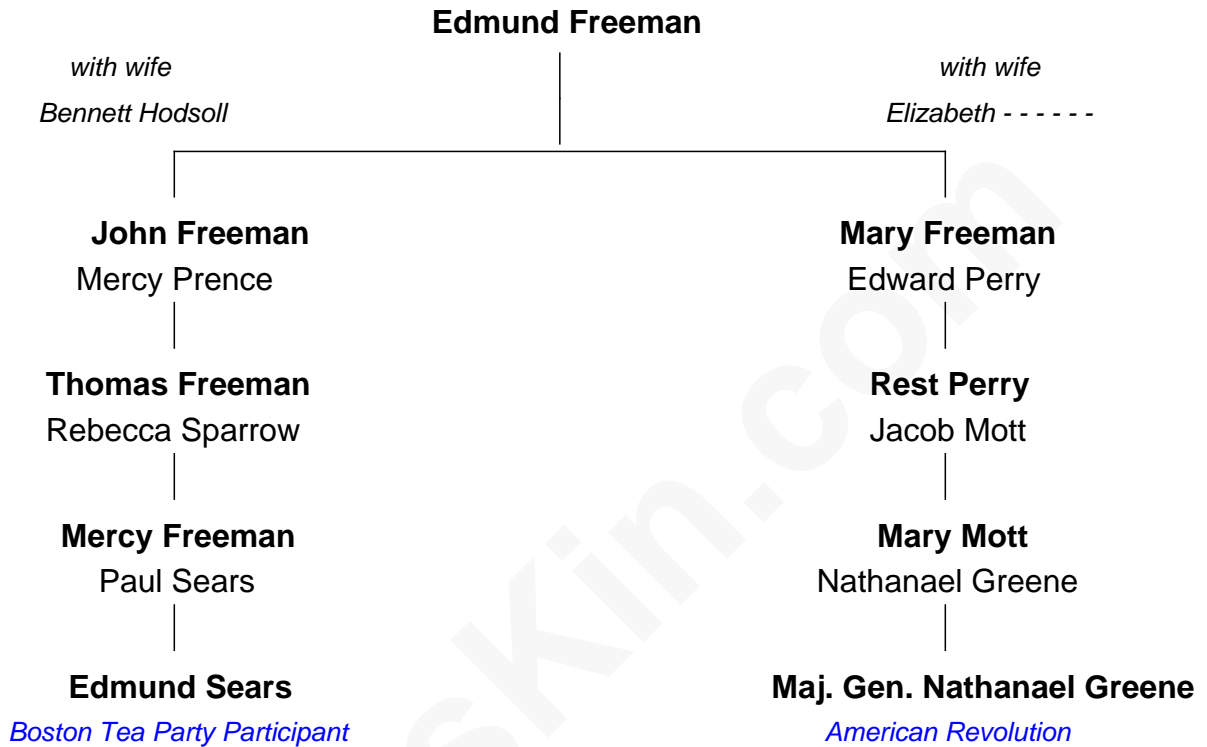 Edmund Freeman
with wife
Bennett Hodsoll
with wife
Elizabeth - - - - - -
John Freeman
Mercy Prence
Mary Freeman
Edward Perry
Thomas Freeman
Rebecca Sparrow
Rest Perry
Jacob Mott
Mercy Freeman
Paul Sears
Mary Mott
Nathanael Greene
Edmund Sears
Boston Tea Party Participant
Maj. Gen. Nathanael Greene
American Revolution
sKin.com